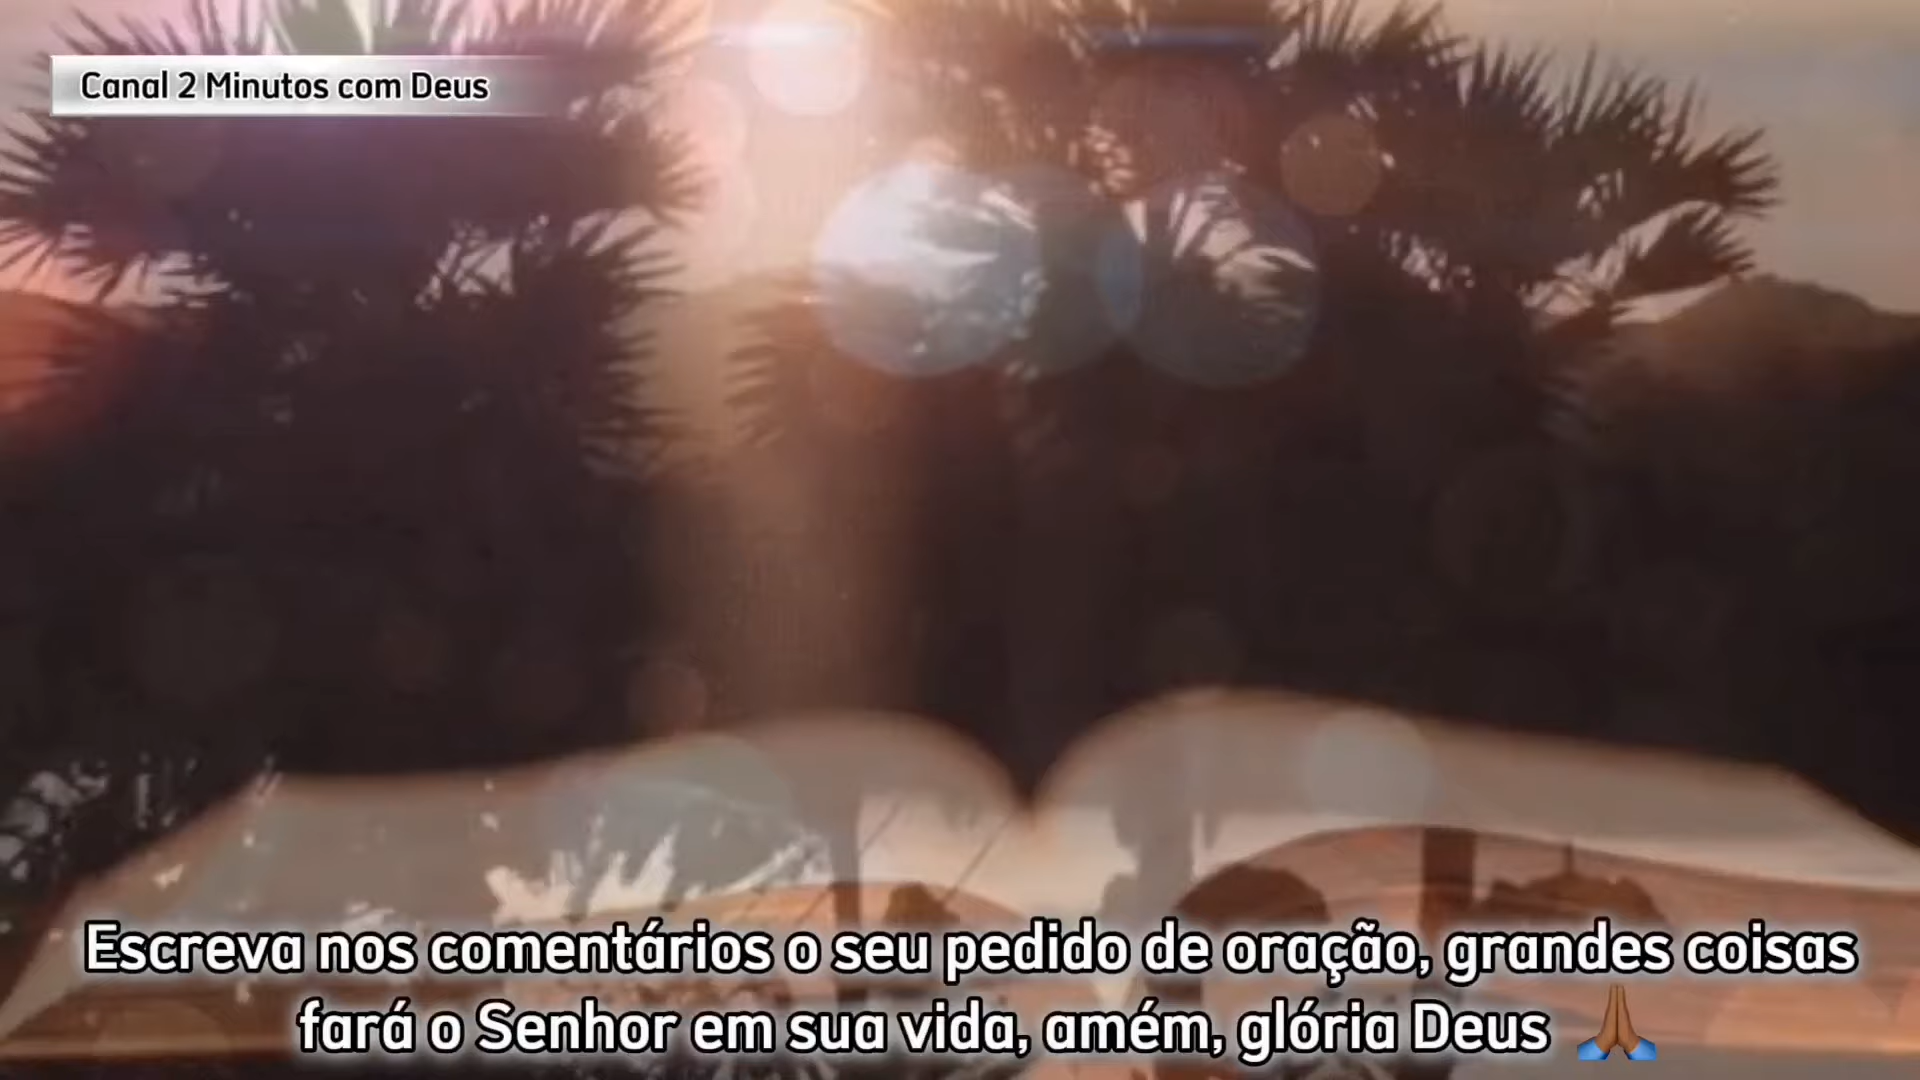 Canal 2 Minutos com Deus
Escreva nos comentários o seu pedido de oração, grandes coisas
fará o Senhor em sua vida, amém, glória Deus 🙏🏾